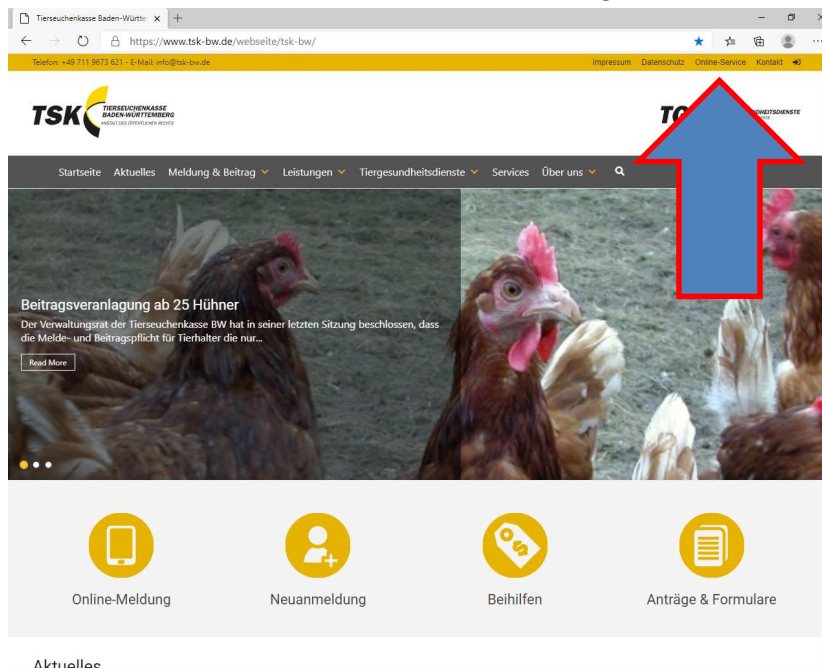 Tierseuchenkasse Baden-Württe
https://www.tsk-bw.de/webseite/tsk-bw/
Telefon: +49 711 9673 621 - E-Mail: info@tsk-bw.de
Impressum Datenschutz Online-Service Kontakt
TSK TIERSEUCHENKASSE
BADEN-WÜRTTEMBERG
ANSTALT DES ÖFFENTLICHEN RECHTS
Startseite Aktuelles Meldung & Beitrag Leistungen Tiergesundheitsdienste Services Über uns
Beitragsveranlagung ab 25 Hühner
Der Verwaltungsrat der Tierseuchenkasse BW hat in seiner letzten Sitzung beschlossen, dass
die Melde- und Beitragspflicht für Tierhalter die nur...
Read More
Online-Meldung Neuanmeldung Beihilfen Anträge & Formulare
Aktuelles